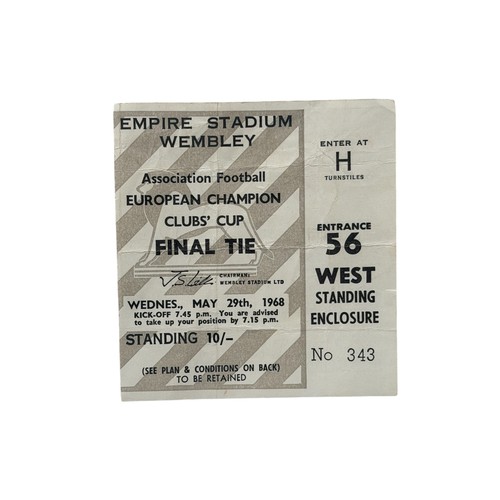 EMPIRE STADIUM
WEMBLEY
Association Football
EUROPEAN CHAMPION
CLUBS' CUP
FINAL TIE
CHAIRMAN:
WEMBLEY STADIUM LTD
WEDNES., MAY 29th, 1968
KICK-OFF 7.45 p.m. You are advised
to take up your position by 7.15 p.m.
STANDING 10/-
(SEE PLAN & CONDITIONS ON BACK)
TO BE RETAINED
ENTER AT
H
TURNSTILES
ENTRANCE
56
WEST
STANDING
ENCLOSURE
No 343